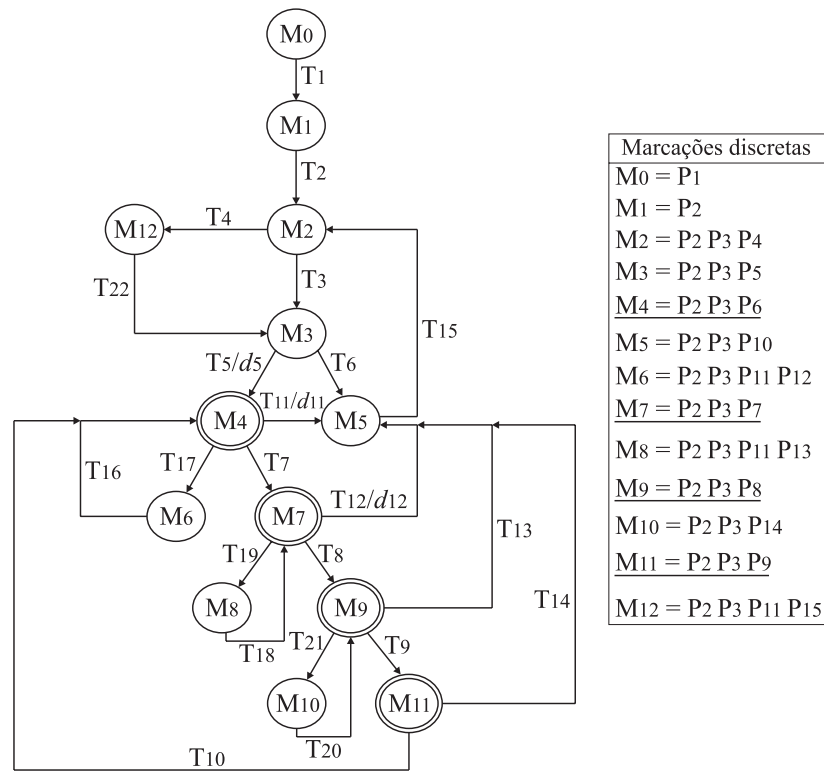 M0
T1
M1
T2
M12
T4
M2
T22
T3
T15
M3
T5/d5
T6
M4
T11/d11
M5
T16
T17
T7
M6
M7
T12/d12
T13
T19
T8
T14
M8
M9
T18
T21
T9
M10
M11
T20
T10
Marcações discretas
M0 = P1
M1 = P2
M2 = P2 P3 P4
M3 = P2 P3 P5
M4 = P2 P3 P6
M5 = P2 P3 P10
M6 = P2 P3 P11 P12
M7 = P2 P3 P7
M8 = P2 P3 P11 P13
M9 = P2 P3 P8
M10 = P2 P3 P14
M11 = P2 P3 P9
M12 = P2 P3 P11 P15